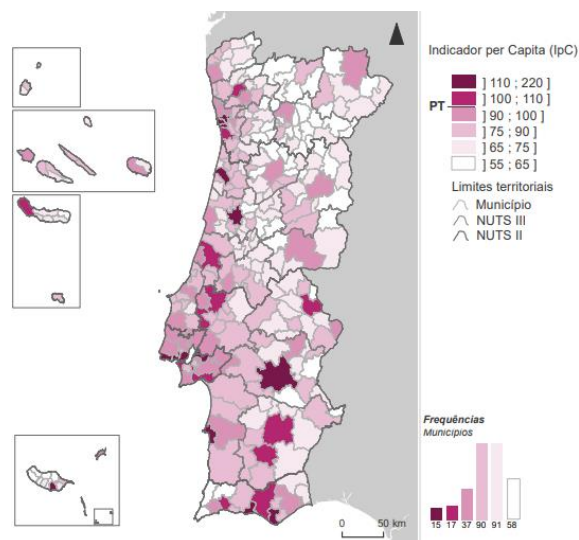 Indicador per Capita (IpC)
] 110 ; 220 ]
] 100 ; 110 ]
PT
] 90 ; 100 ]
] 75 ; 90 ]
] 65 ; 75 ]
] 55 ; 65 ]
Limites territoriais
Município
NUTS III
NUTS II
Frequências
Municípios
15 17 37 90 91 58
0 50 km